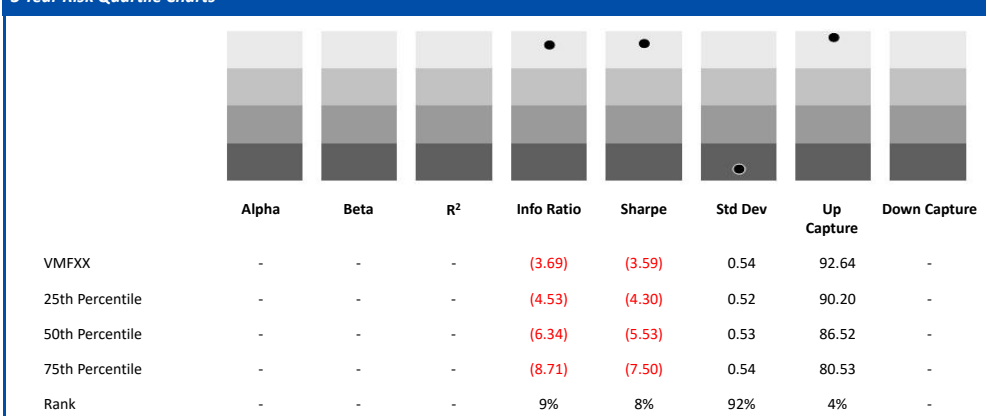 Alpha Beta R² Info Ratio Sharpe Std Dev Up Capture Down Capture
VMFXX - - - (3.69) (3.59) 0.54 92.64 -
25th Percentile - - - (4.53) (4.30) 0.52 90.20 -
50th Percentile - - - (6.34) (5.53) 0.53 86.52 -
75th Percentile - - - (8.71) (7.50) 0.54 80.53 -
Rank - - - 9% 8% 92% 4% -